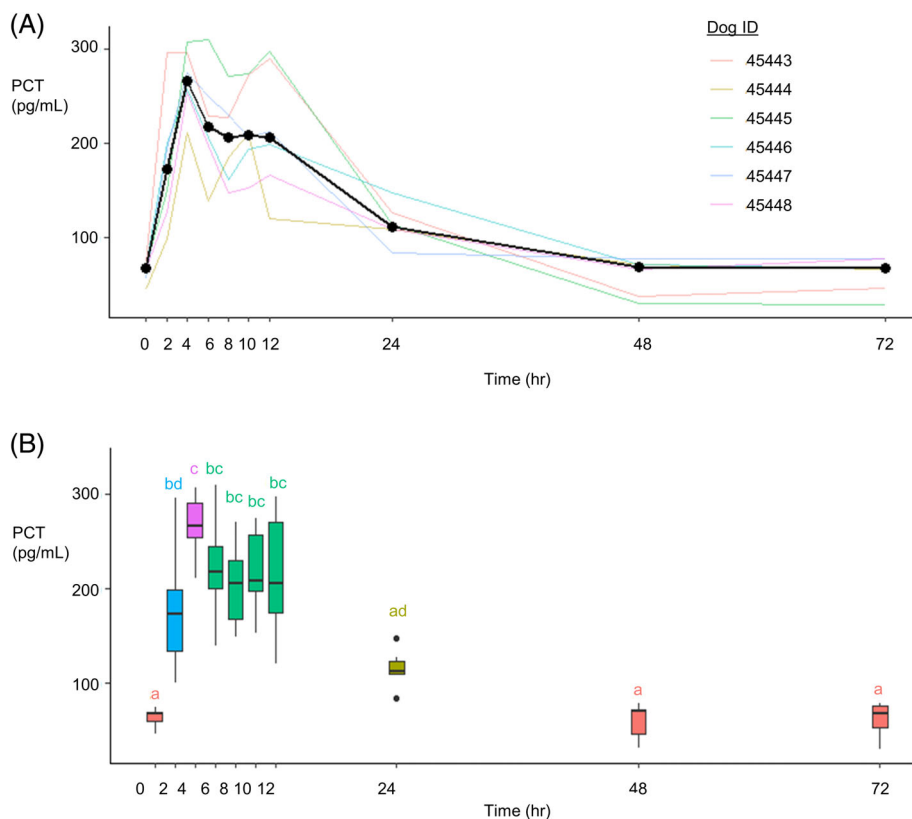 (A)
300
PCT
(pg/mL)
200
100
0 2 4 6 8 10 12 24 48 72
Time (hr)
Dog ID
45443
45444
45445
45446
45447
45448
(B)
300
PCT
(pg/mL)
200
100
a bd c bc bc bc bc ad a a
0 2 4 6 8 10 12 24 48 72
Time (hr)